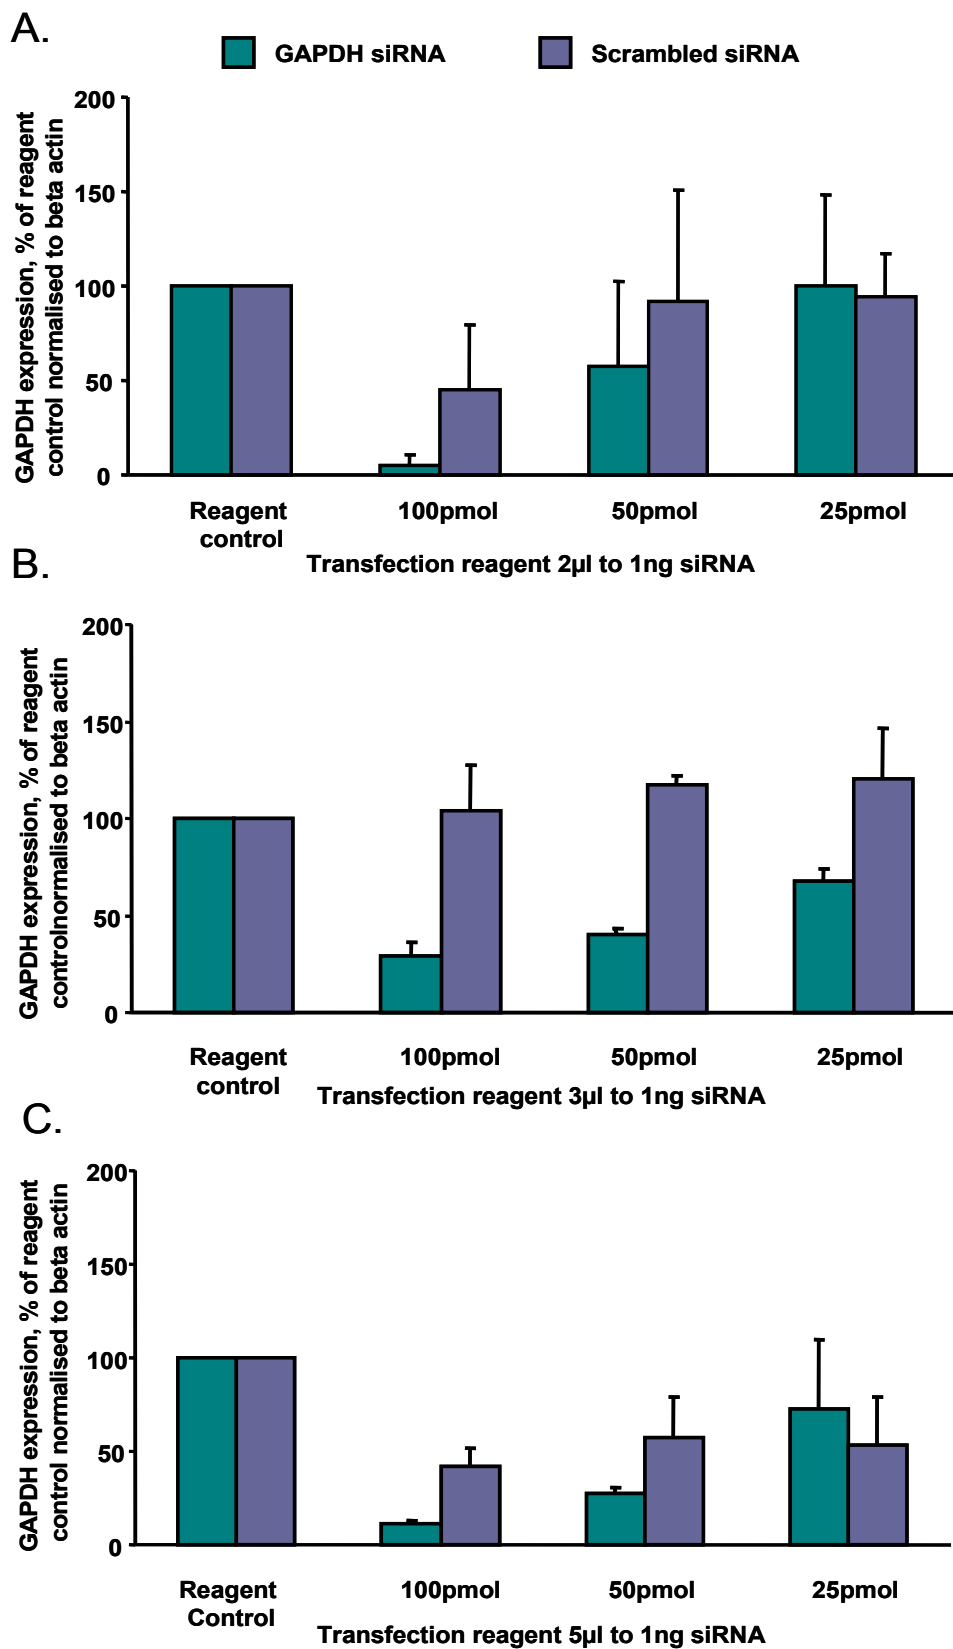 A.
GAPDH siRNA
Scrambled siRNA
GAPDH expression, % of reagent
control normalised to beta actin
200
150
100
50
0
Reagent
control
100pmol
50pmol
25pmol
Transfection reagent 2µl to 1ng siRNA
B.
GAPDH expression, % of reagent
controlnormalised to beta actin
200
150
100
50
0
Reagent
control
100pmol
50pmol
25pmol
Transfection reagent 3µl to 1ng siRNA
C.
GAPDH expression, % of reagent
control normalised to beta actin
200
150
100
50
0
Reagent
Control
100pmol
50pmol
25pmol
Transfection reagent 5µl to 1ng siRNA